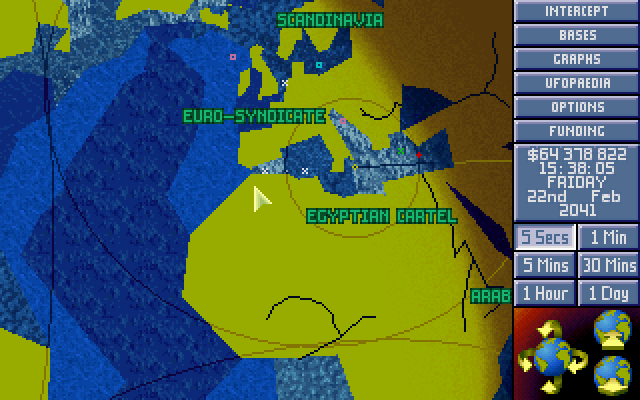 SCANDINAVIA
EURO-SYNDICATE
EGYPTIAN CARTEL
ARAB
INTERCEPT
BASES
GRAPHS
UFOPAEDIA
OPTIONS
FUNDING
$64 378 822
15:38:05
FRIDAY
22nd Feb
2041
5 Secs 1 Min
5 Mins 30 Mins
1 Hour 1 Day